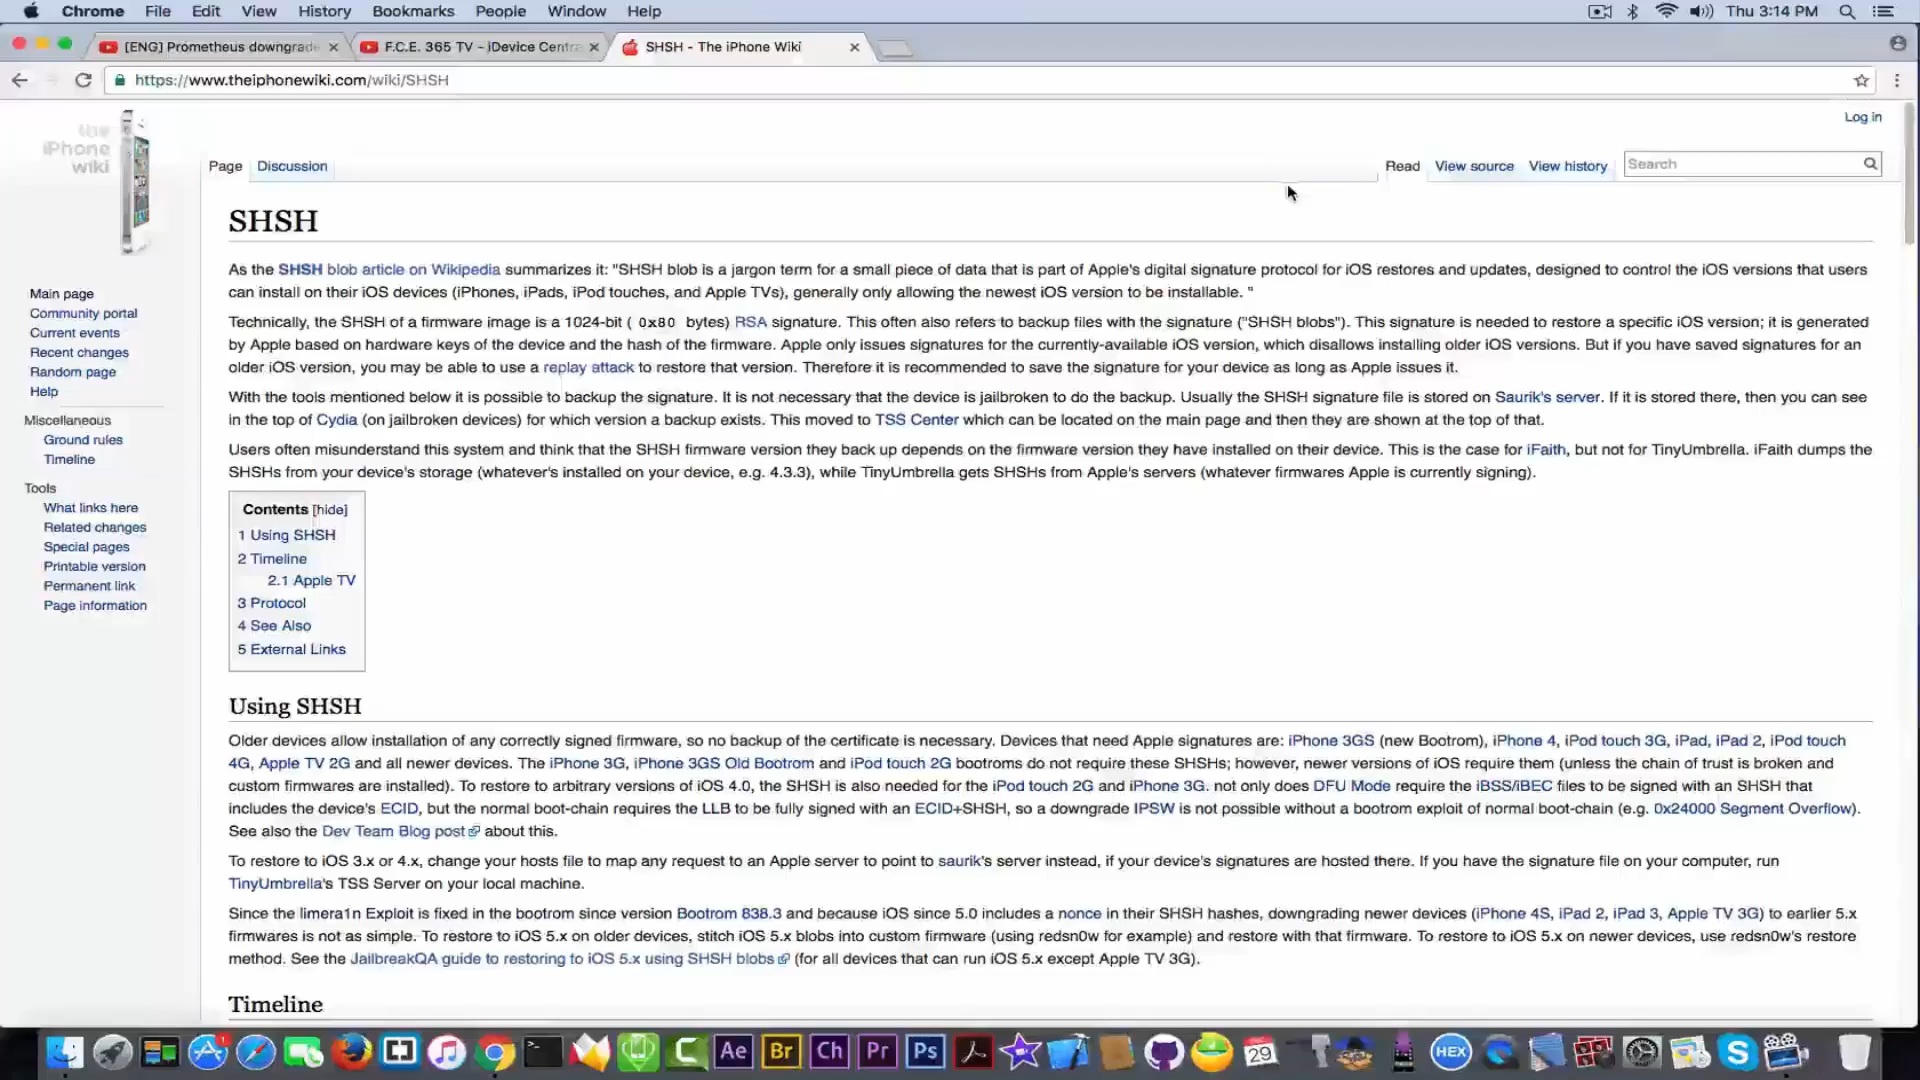 Chrome File Edit View History Bookmarks People Window Help Thu 3:14 PM
[ENG] Prometheus downgrade F.C.E. 365 TV - iDevice Centra SHSH - The iPhone Wiki
https://www.theiphonewiki.com/wiki/SHSH
Log in
the
iPhone
wiki
Page Discussion Read View source View history Search
SHSH
As the SHSH blob article on Wikipedia summarizes it: "SHSH blob is a jargon term for a small piece of data that is part of Apple's digital signature protocol for iOS restores and updates, designed to control the iOS versions that users
can install on their iOS devices (iPhones, iPads, iPod touches, and Apple TVs), generally only allowing the newest iOS version to be installable. "
Technically, the SHSH of a firmware image is a 1024-bit ( 0x80 bytes) RSA signature. This often also refers to backup files with the signature ("SHSH blobs"). This signature is needed to restore a specific iOS version; it is generated
by Apple based on hardware keys of the device and the hash of the firmware. Apple only issues signatures for the currently-available iOS version, which disallows installing older iOS versions. But if you have saved signatures for an
older iOS version, you may be able to use a replay attack to restore that version. Therefore it is recommended to save the signature for your device as long as Apple issues it.
With the tools mentioned below it is possible to backup the signature. It is not necessary that the device is jailbroken to do the backup. Usually the SHSH signature file is stored on Saurik's server. If it is stored there, then you can see
in the top of Cydia (on jailbroken devices) for which version a backup exists. This moved to TSS Center which can be located on the main page and then they are shown at the top of that.
Users often misunderstand this system and think that the SHSH firmware version they back up depends on the firmware version they have installed on their device. This is the case for iFaith, but not for TinyUmbrella. iFaith dumps the
SHSHs from your device's storage (whatever's installed on your device, e.g. 4.3.3), while TinyUmbrella gets SHSHs from Apple's servers (whatever firmwares Apple is currently signing).
Main page
Community portal
Current events
Recent changes
Random page
Help
Miscellaneous
Ground rules
Timeline
Tools
What links here
Related changes
Special pages
Printable version
Permanent link
Page information
Contents [hide]
1 Using SHSH
2 Timeline
2.1 Apple TV
3 Protocol
4 See Also
5 External Links
Using SHSH
Older devices allow installation of any correctly signed firmware, so no backup of the certificate is necessary. Devices that need Apple signatures are: iPhone 3GS (new Bootrom), iPhone 4, iPod touch 3G, iPad, iPad 2, iPod touch
4G, Apple TV 2G and all newer devices. The iPhone 3G, iPhone 3GS Old Bootrom and iPod touch 2G bootroms do not require these SHSHs; however, newer versions of iOS require them (unless the chain of trust is broken and
custom firmwares are installed). To restore to arbitrary versions of iOS 4.0, the SHSH is also needed for the iPod touch 2G and iPhone 3G. not only does DFU Mode require the iBSS/iBEC files to be signed with an SHSH that
includes the device's ECID, but the normal boot-chain requires the LLB to be fully signed with an ECID+SHSH, so a downgrade IPSW is not possible without a bootrom exploit of normal boot-chain (e.g. 0x24000 Segment Overflow).
See also the Dev Team Blog post about this.
To restore to iOS 3.x or 4.x, change your hosts file to map any request to an Apple server to point to saurik's server instead, if your device's signatures are hosted there. If you have the signature file on your computer, run
TinyUmbrella's TSS Server on your local machine.
Since the limera1n Exploit is fixed in the bootrom since version Bootrom 838.3 and because iOS since 5.0 includes a nonce in their SHSH hashes, downgrading newer devices (iPhone 4S, iPad 2, iPad 3, Apple TV 3G) to earlier 5.x
firmwares is not as simple. To restore to iOS 5.x on older devices, stitch iOS 5.x blobs into custom firmware (using redsn0w for example) and restore with that firmware. To restore to iOS 5.x on newer devices, use redsn0w's restore
method. See the JailbreakQA guide to restoring to iOS 5.x using SHSH blobs (for all devices that can run iOS 5.x except Apple TV 3G).
Timeline
1 Ae Br Ch Pr Ps 29 HEX